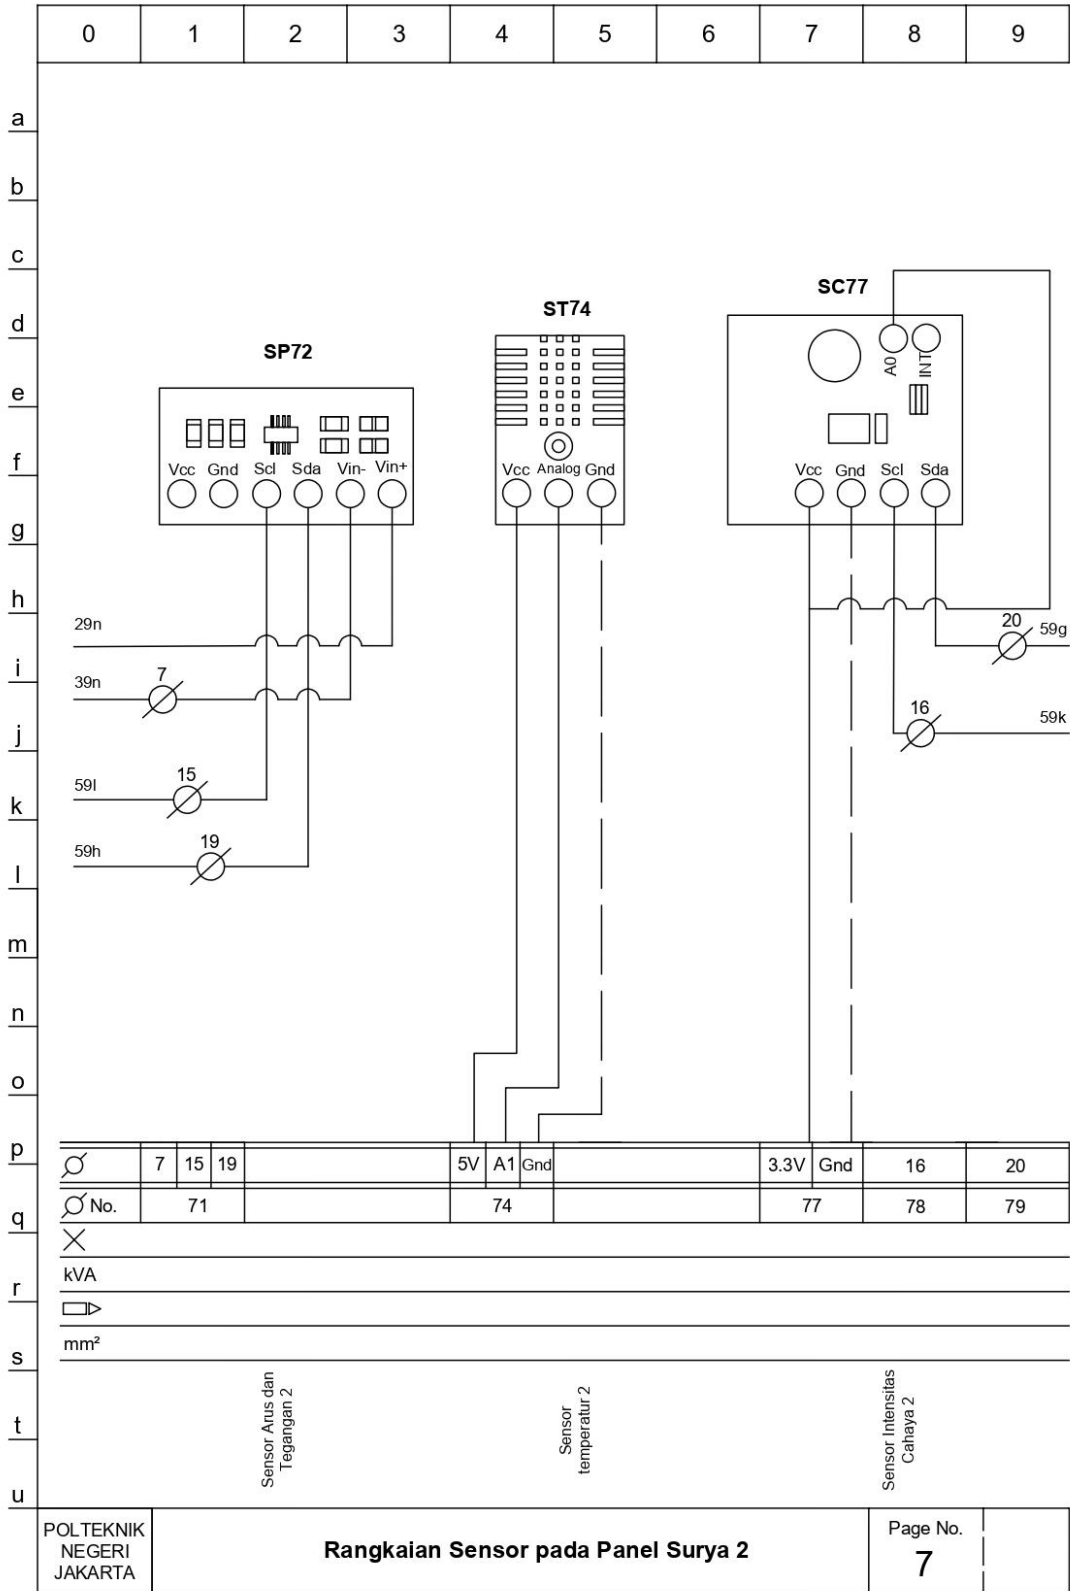 0 1 2 3 4 5 6 7 8 9
a
b
c
d
e
f
g
h
i
j
k
l
m
n
o
p
q
r
s
t
u
SP72
Vcc Gnd Scl Sda Vin- Vin+
ST74
Vcc Analog Gnd
SC77
A0 INT
Vcc Gnd Scl Sda
29n
39n
7
59l
15
59h
19
20
59g
16
59k
7 15 19 5V A1 Gnd 3.3V Gnd 16 20
No. 71 74 77 78 79
kVA
mm²
Sensor Arus dan
Tegangan 2
Sensor
temperatur 2
Sensor Intensitas
Cahaya 2
POLTEKNIK
NEGERI
JAKARTA
Rangkaian Sensor pada Panel Surya 2
Page No.
7